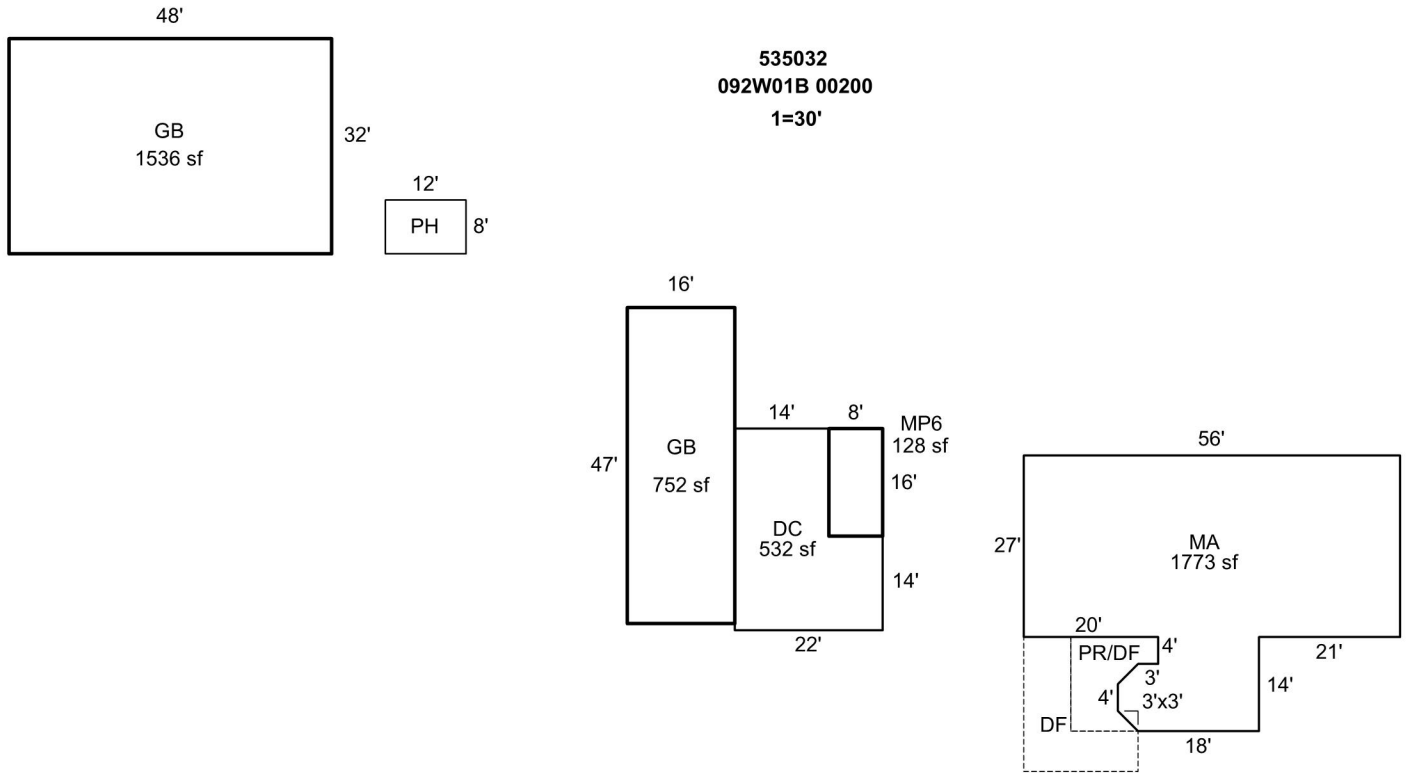 48'
535032
092W01B 00200
1=30'
GB
1536 sf
32'
12'
PH
8'
16'
14'
8'
MP6
128 sf
56'
GB
752 sf
47'
16'
DC
532 sf
27'
MA
1773 sf
14'
22'
20'
PR/DF
4'
21'
3'
4'
3'x3'
14'
DF
18'